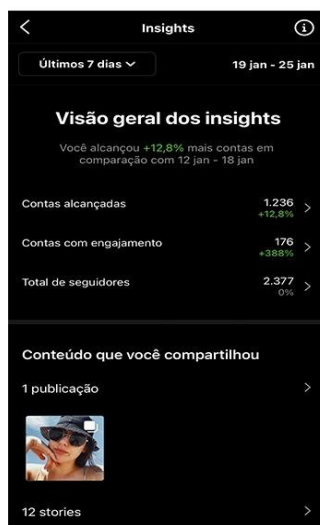 Insights
Últimos 7 dias
19 jan - 25 jan
Visão geral dos insights
Você alcançou +12,8% mais contas em
comparação com 12 jan - 18 jan
Contas alcançadas
1.236
+12,8%
Contas com engajamento
176
+388%
Total de seguidores
2.377
0%
Conteúdo que você compartilhou
1 publicação
12 stories